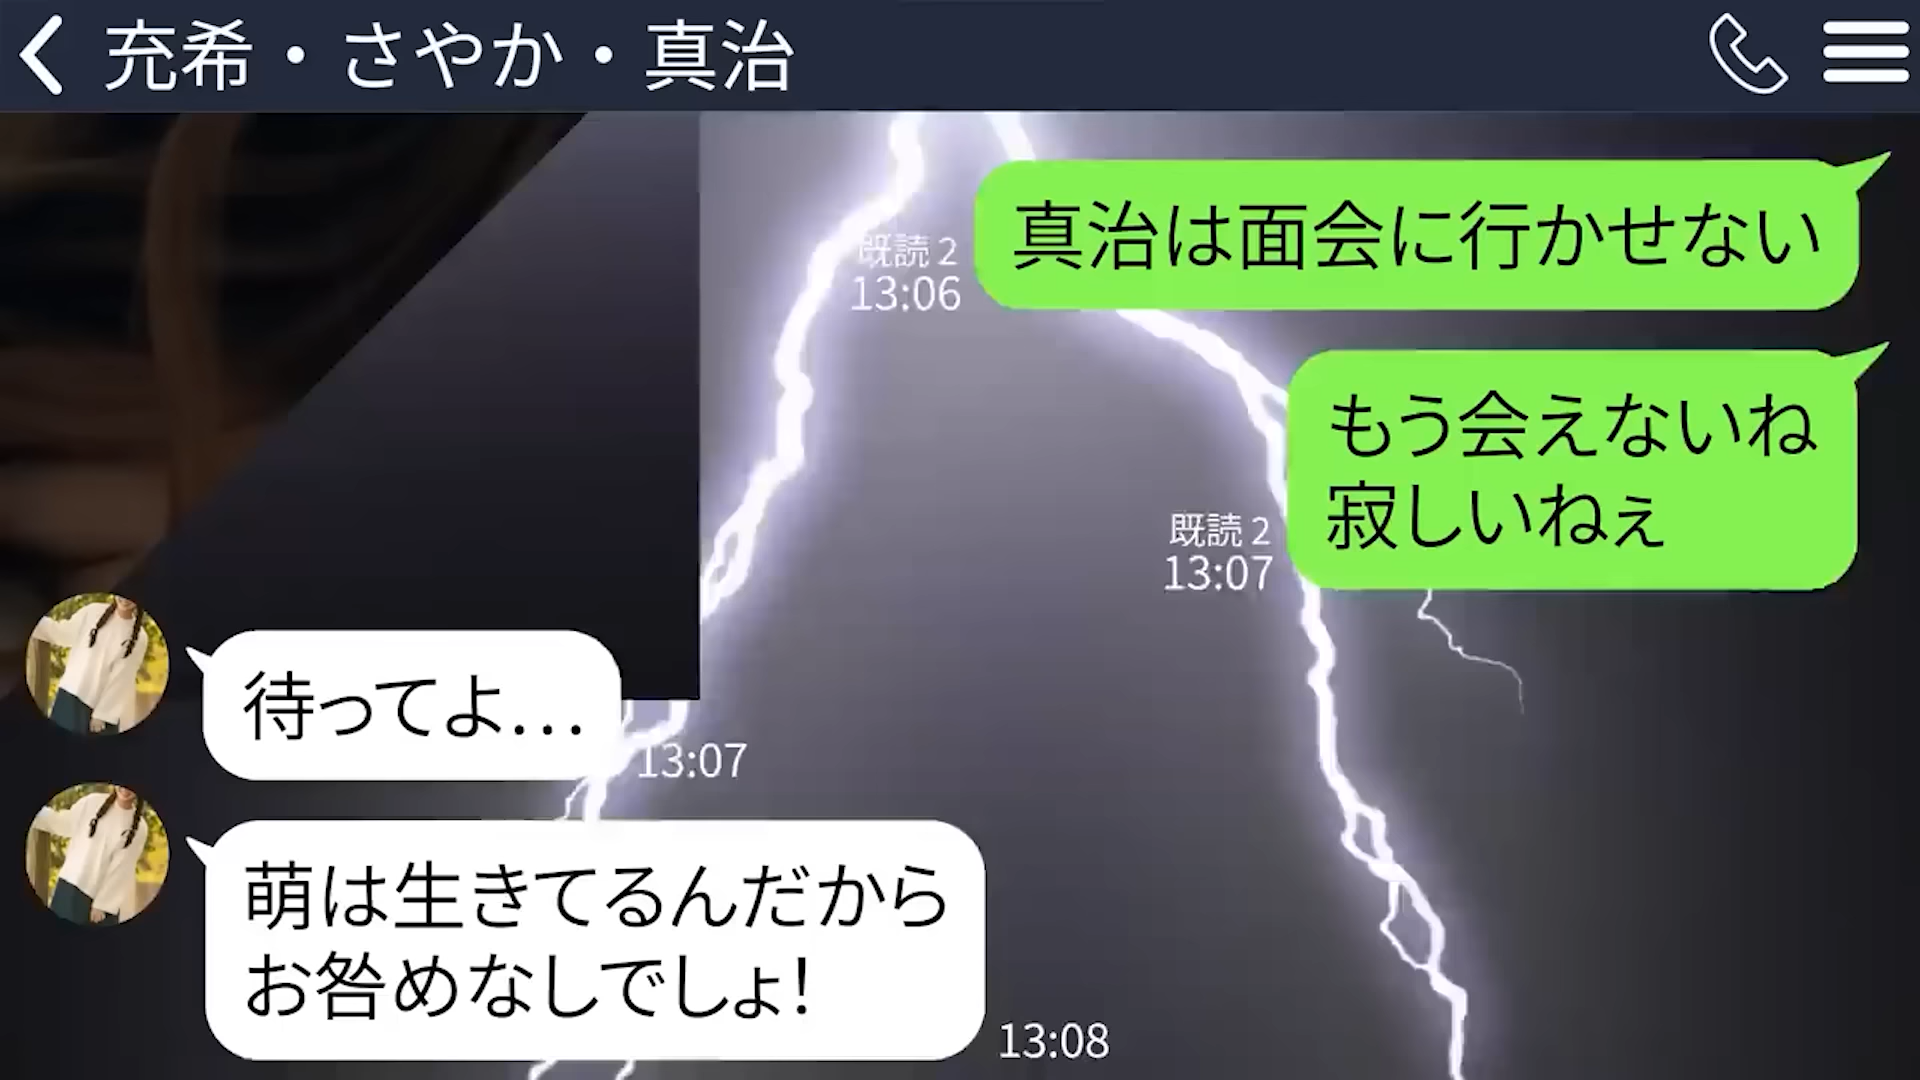 充希・さやか・真治
真治は面会に行かせない
既読 2
13:06
もう会えないね
寂しいねぇ
既読 2
13:07
待ってよ…
13:07
萌は生きてるんだから
お咎めなしでしょ!
13:08